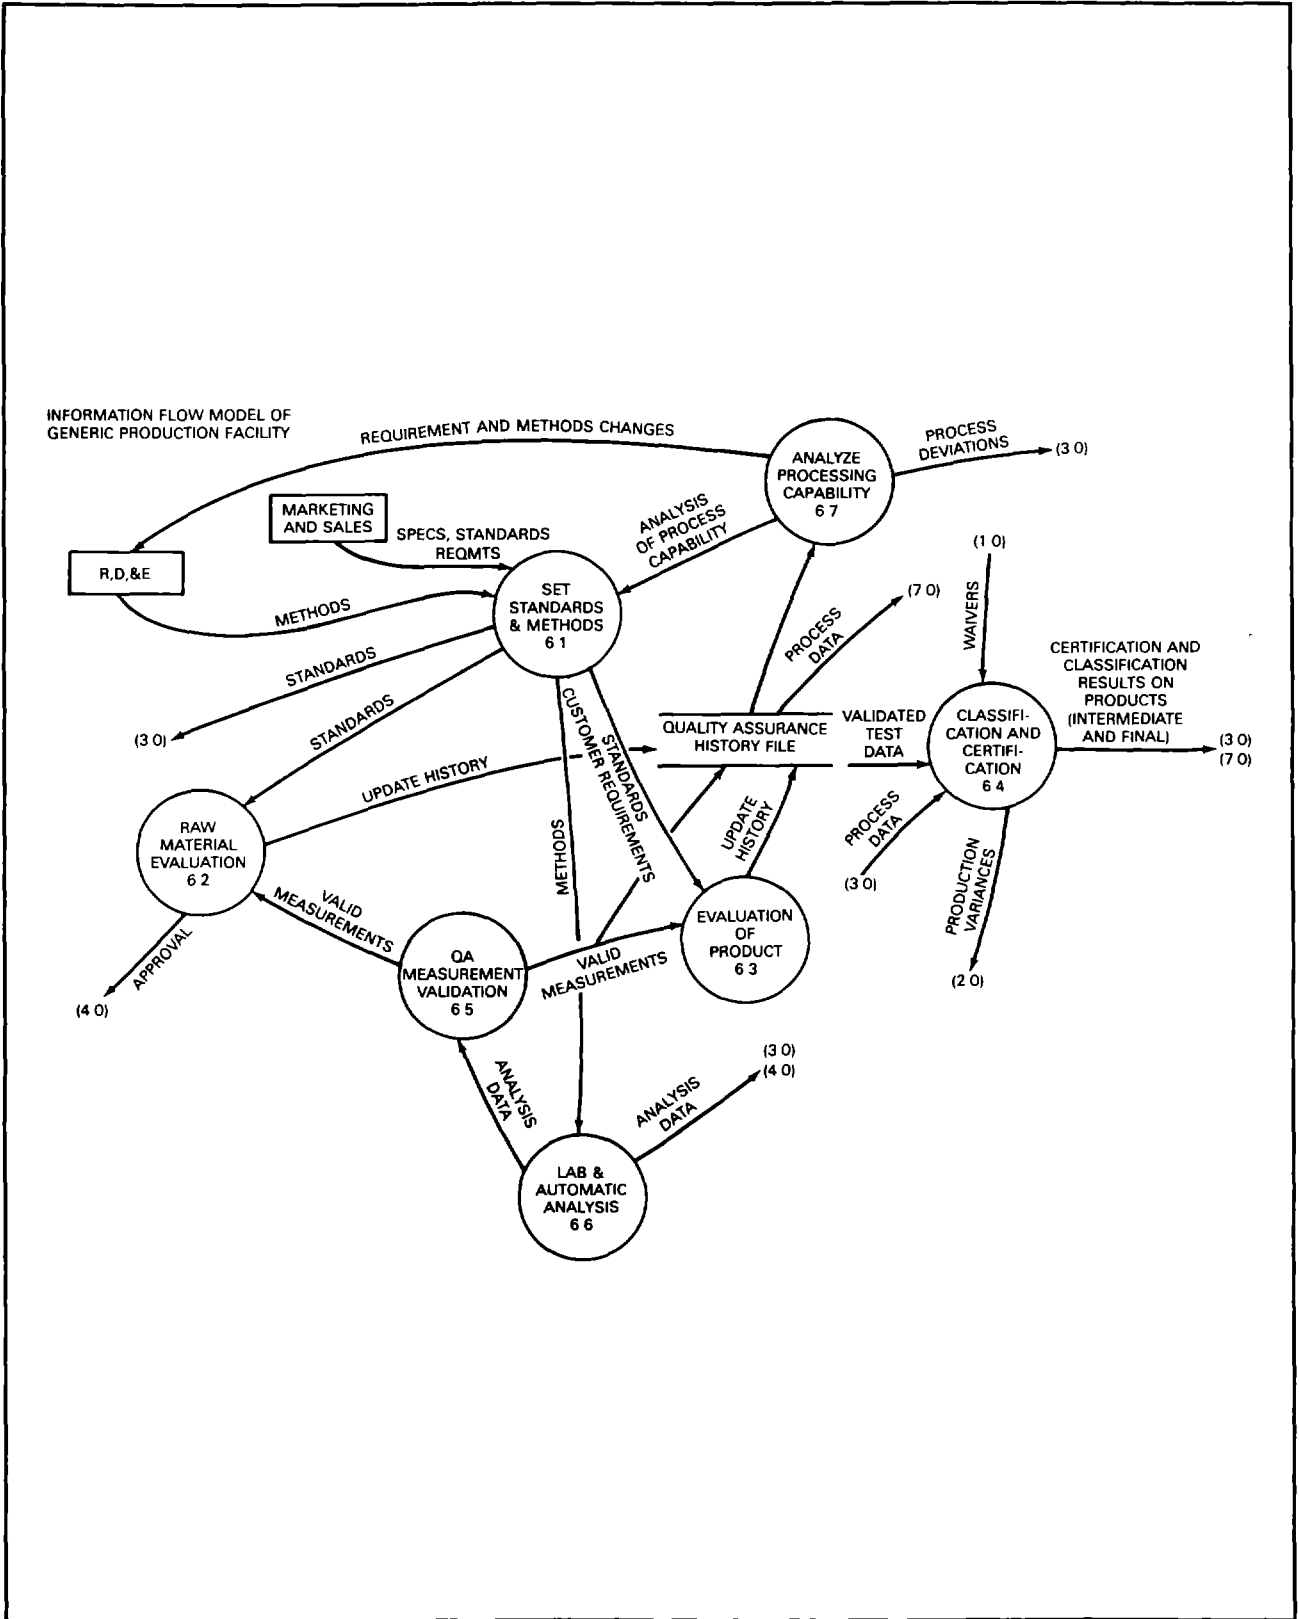 INFORMATION FLOW MODEL OF
GENERIC PRODUCTION FACILITY
REQUIREMENT AND METHODS CHANGES
ANALYZE
PROCESSING
CAPABILITY
6 7
PROCESS
DEVIATIONS
(3 0)
MARKETING
AND SALES
SPECS, STANDARDS
REQMTS
ANALYSIS
OF PROCESS
CAPABILITY
R,D,&E
METHODS
SET
STANDARDS
& METHODS
6 1
(1 0)
WAIVERS
(7 0)
PROCESS
DATA
STANDARDS
(3 0)
STANDARDS
CUSTOMER REQUIREMENTS
STANDARDS
QUALITY ASSURANCE
HISTORY FILE
VALIDATED
TEST
DATA
CLASSIFI-
CATION AND
CERTIFI-
CATION
6 4
CERTIFICATION AND
CLASSIFICATION
RESULTS ON
PRODUCTS
(INTERMEDIATE
AND FINAL)
(3 0)
(7 0)
UPDATE HISTORY
RAW
MATERIAL
EVALUATION
6 2
METHODS
UPDATE
HISTORY
PROCESS
DATA
(3 0)
PRODUCTION
VARIANCES
(2 0)
VALID
MEASUREMENTS
APPROVAL
(4 0)
QA
MEASUREMENT
VALIDATION
6 5
VALID
MEASUREMENTS
EVALUATION
OF
PRODUCT
6 3
ANALYSIS
DATA
ANALYSIS
DATA
(3 0)
(4 0)
LAB &
AUTOMATIC
ANALYSIS
6 6